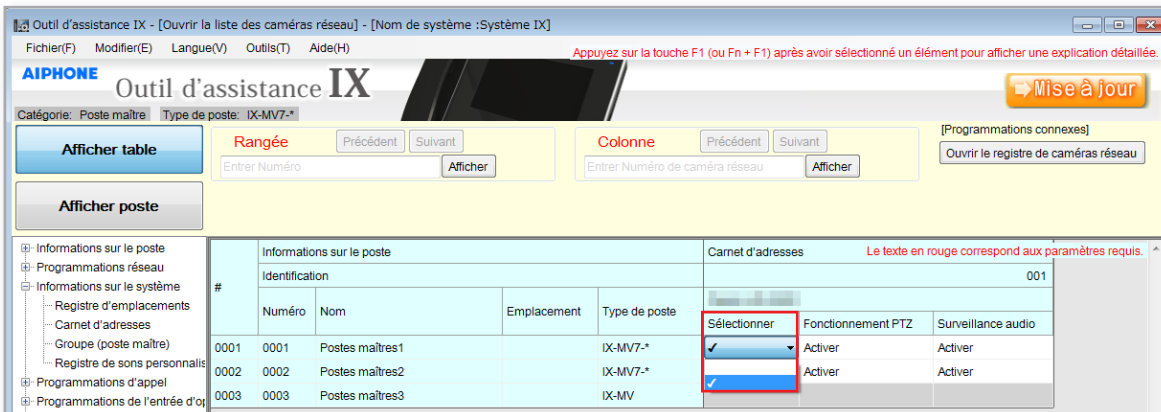 Outil d'assistance IX - [Ouvrir la liste des caméras réseau] - [Nom de système :Système IX]
Fichier(F) Modifier(E) Langue(V) Outils(T) Aide(H)
Appuyez sur la touche F1 (ou Fn + F1) après avoir sélectionné un élément pour afficher une explication détaillée.
AIPHONE
Outil d'assistance IX
Mise à jour
Catégorie: Poste maître Type de poste: IX-MV7-*
Afficher table
Rangée Précédent Suivant
Entrer Numéro Afficher
Colonne Précédent Suivant
Entrer Numéro de caméra réseau Afficher
[Programmations connexes]
Ouvrir le registre de caméras réseau
Afficher poste
Informations sur le poste
Programmations réseau
Informations sur le système
Registre d'emplacements
Carnet d'adresses
Groupe (poste maître)
Registre de sons personnalis
Programmations d'appel
Programmations de l'entrée d'o
# Informations sur le poste Carnet d'adresses
Le texte en rouge correspond aux paramètres requis.
Identification 001
Numéro Nom Emplacement Type de poste Sélectionner Fonctionnement PTZ Surveillance audio
0001 0001 Postes maîtres1 IX-MV7-* ✓ Activer Activer
0002 0002 Postes maîtres2 IX-MV7-* ✓ Activer Activer
0003 0003 Postes maîtres3 IX-MV